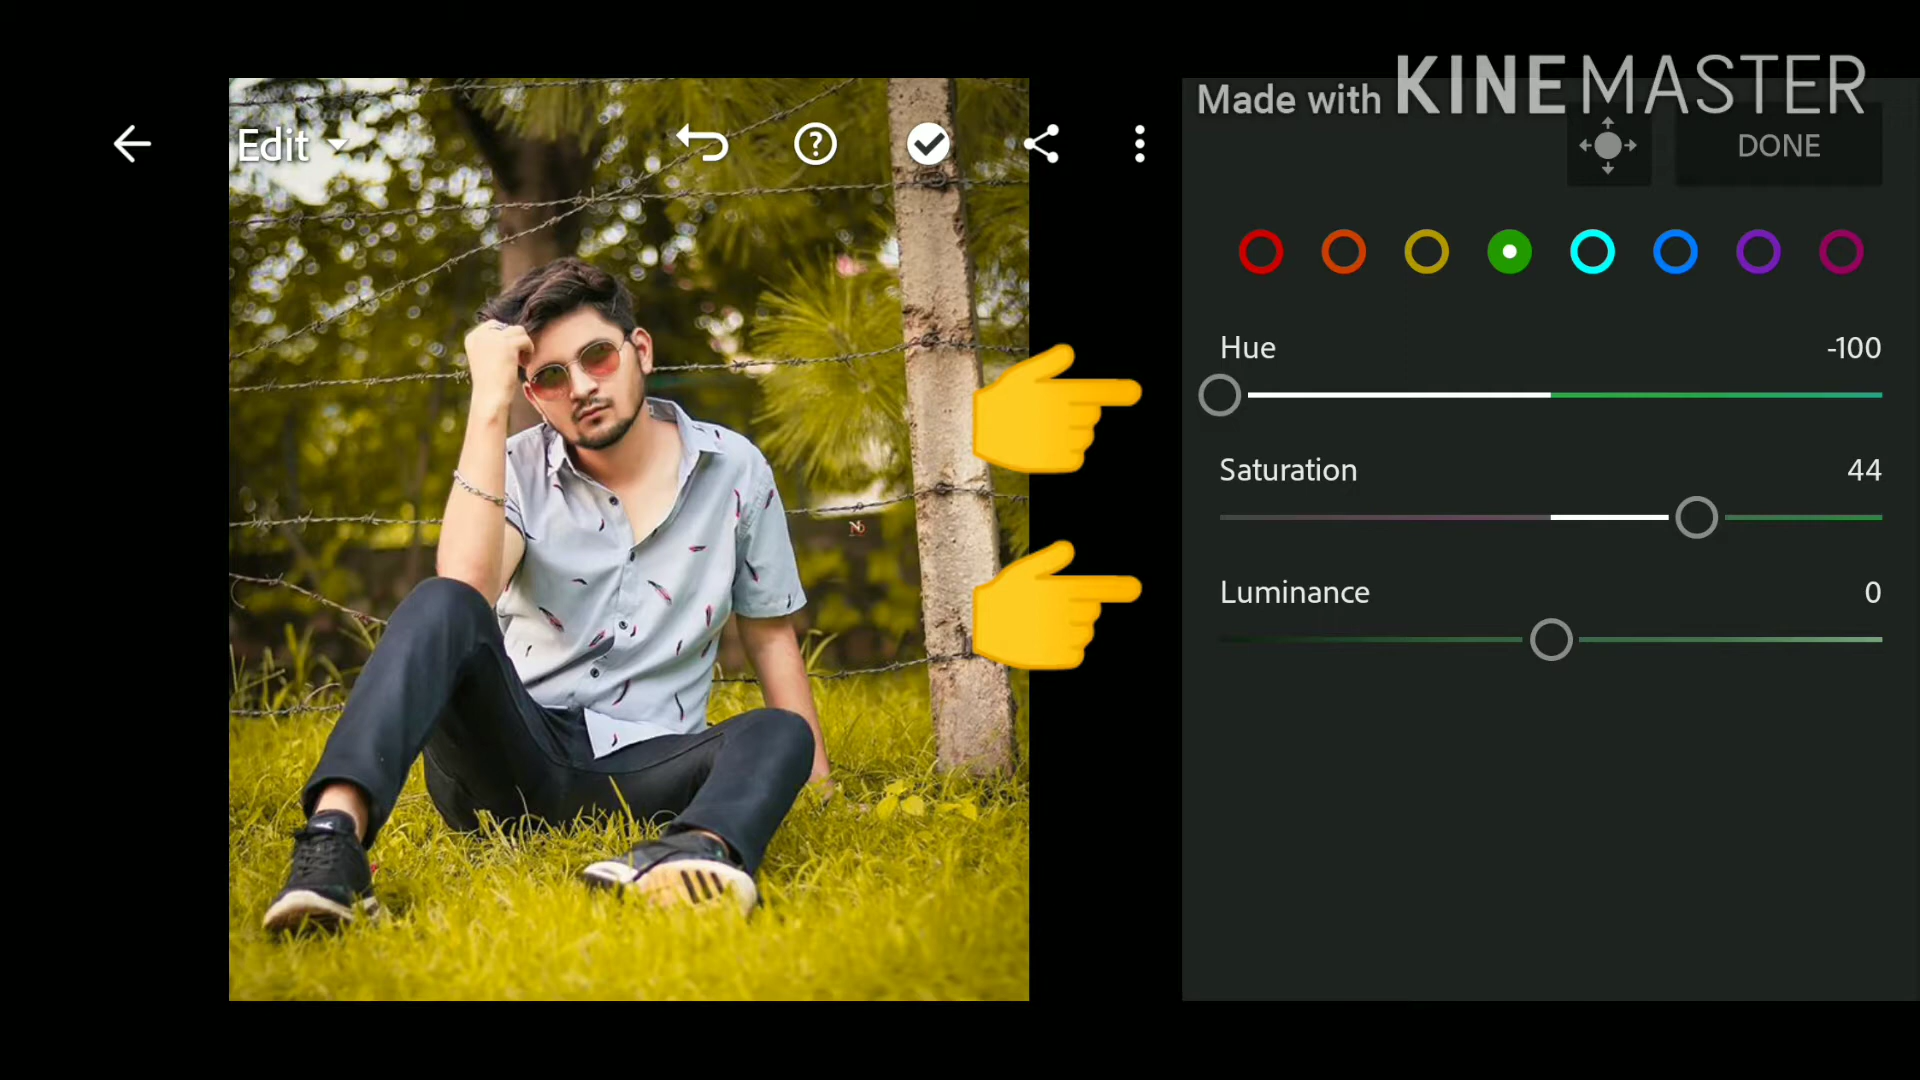 Made with KINEMASTER
Edit
DONE
Hue -100
Saturation 44
Luminance 0